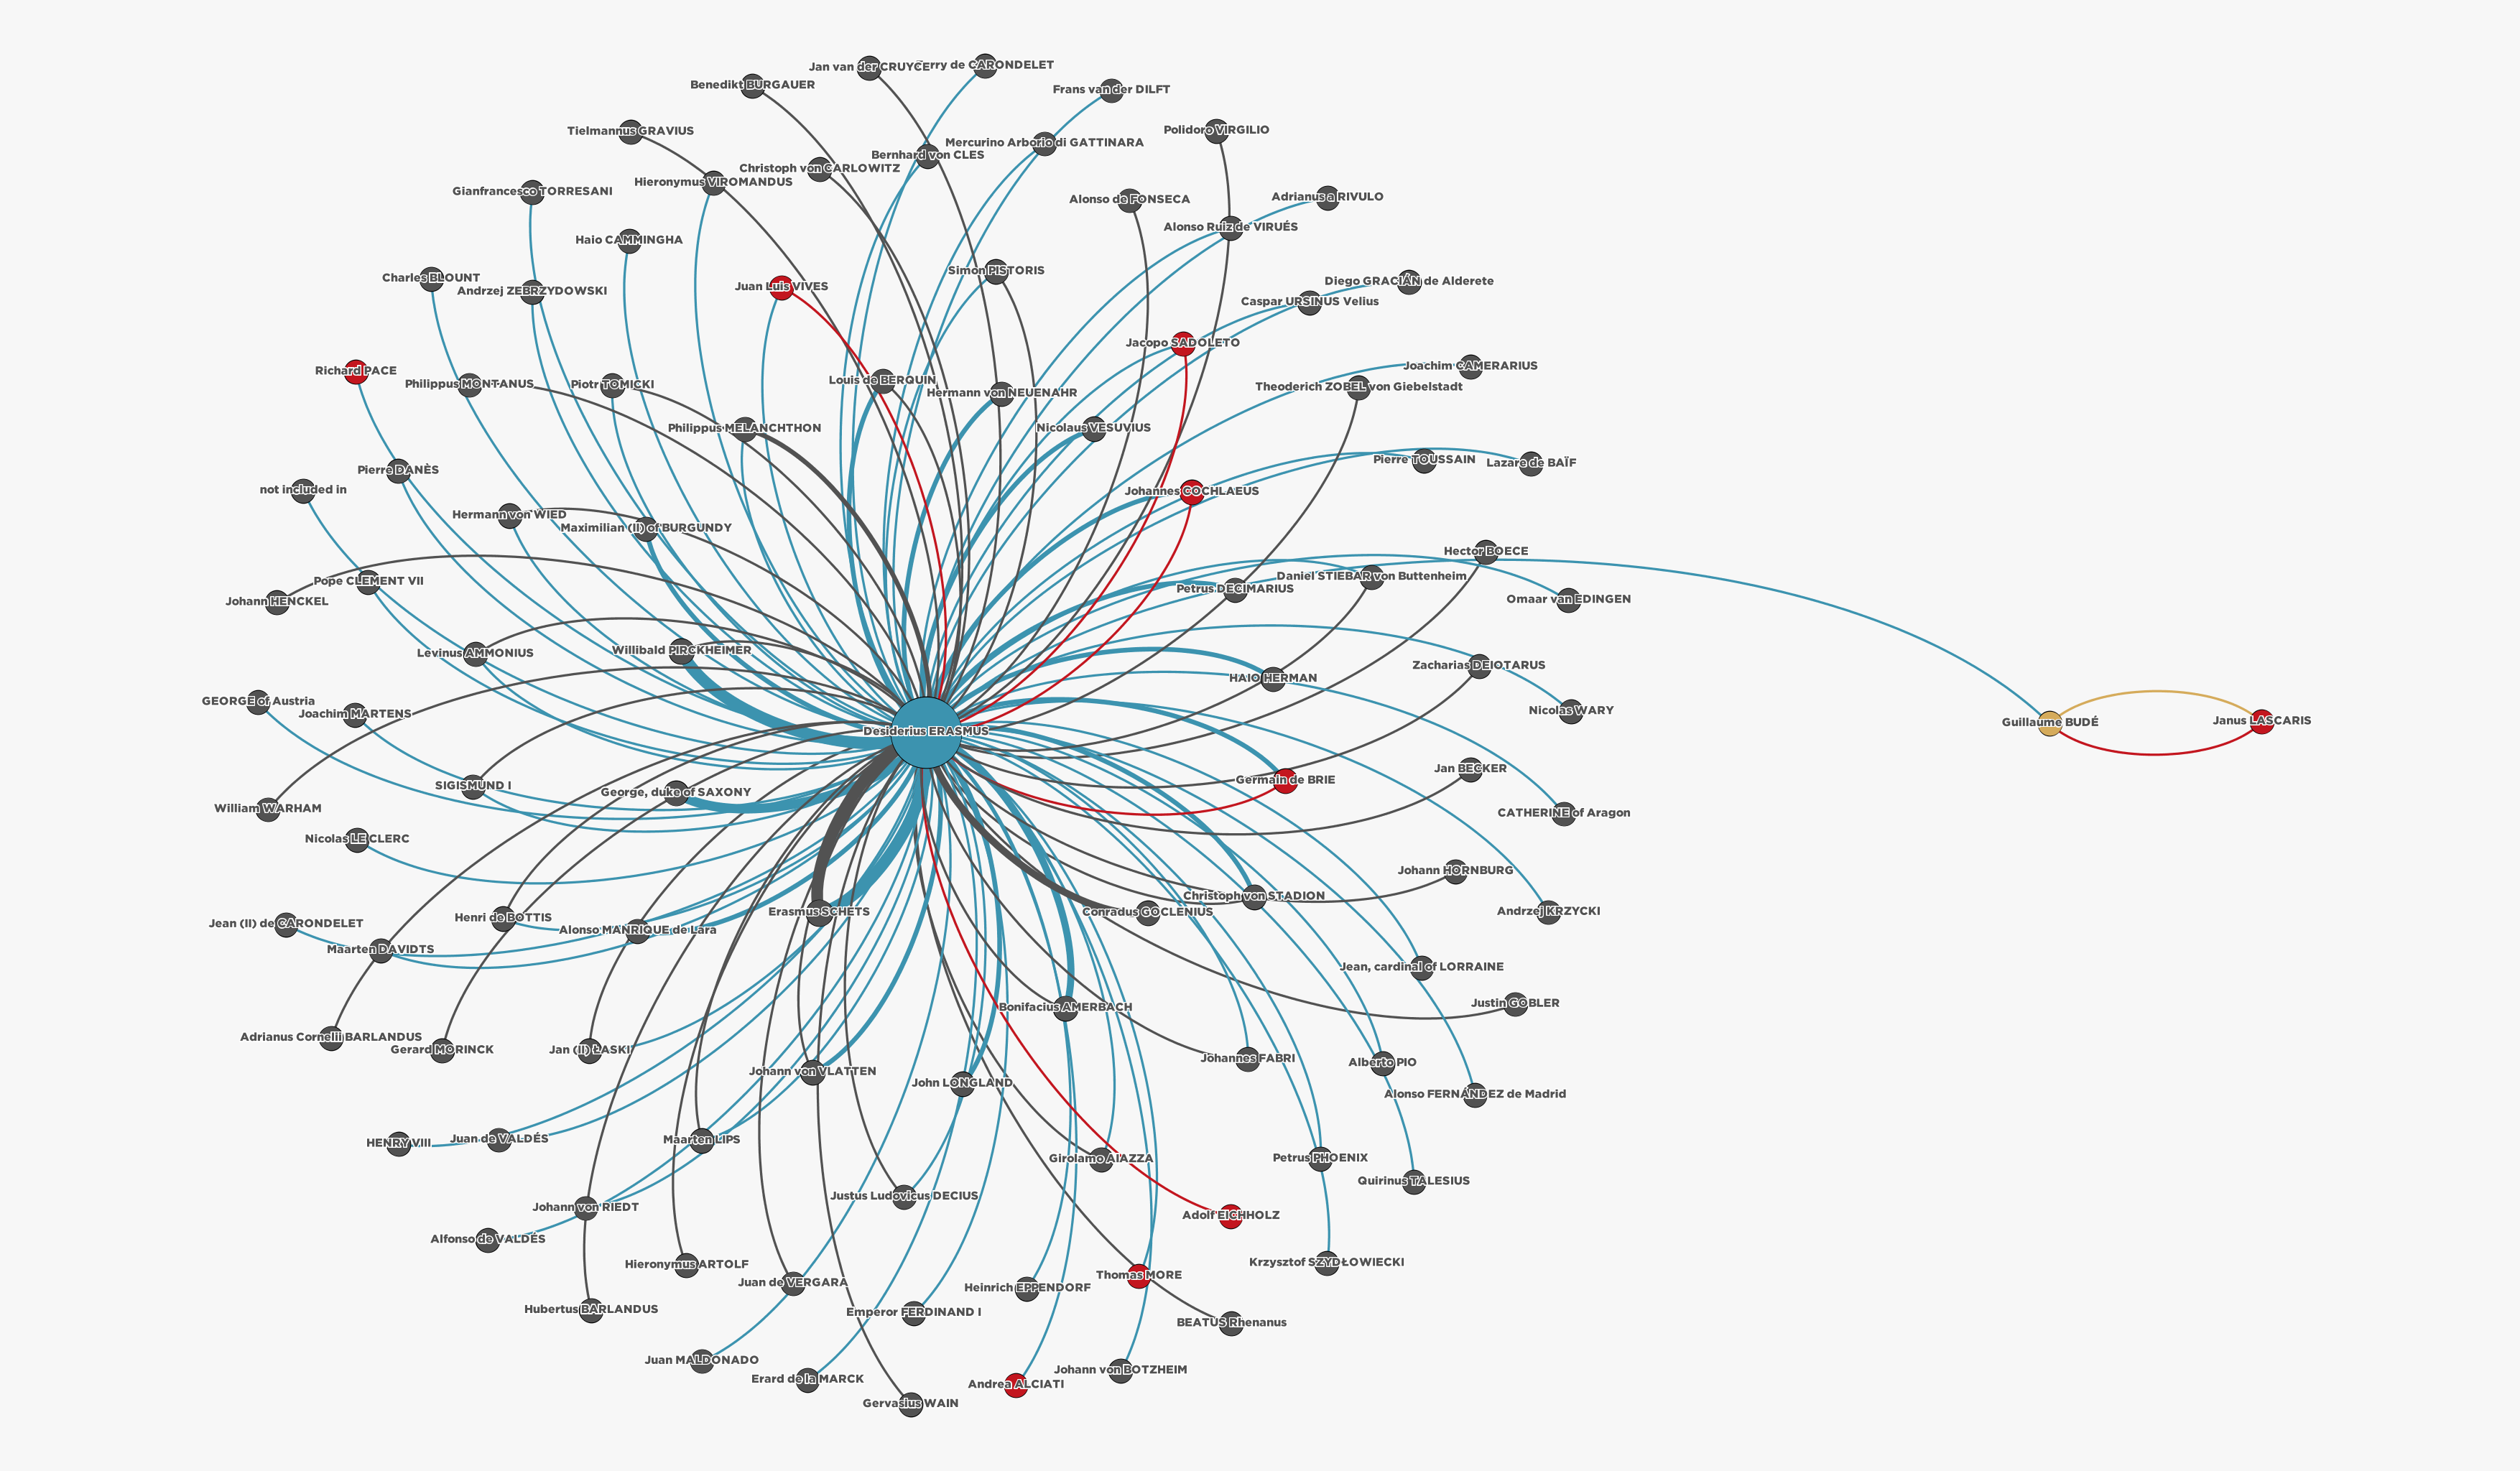 Jan van der CRUYCE
rry de CARONDELET
Benedikt BURGAUER
Frans van der DILFT
Tielmannus GRAVIUS
Polidoro VIRGILIO
Mercurino Arborio di GATTINARA
Bernhard von CLES
Christoph von CARLOWITZ
Hieronymus VIROMANDUS
Gianfrancesco TORRESANI
Alonso de FONSECA
Adrianus a RIVULO
Alonso Ruiz de VIRUÉS
Haio CAMMINGHA
Simon PISTORIS
Charles BLOUNT
Andrzej ZEBRZYDOWSKI
Juan Luis VIVES
Diego GRACIÁN de Alderete
Caspar URSINUS Velius
Jacopo SADOLETO
Richard PACE
Philippus MONTANUS
Piotr TOMICKI
Louis de BERQUIN
Hermann von NEUENAHR
Joachim CAMERARIUS
Theoderich ZOBEL von Giebelstadt
Philippus MELANCHTHON
Nicolaus VESUVIUS
Pierre TOUSSAIN
Lazare de BAÏF
Pierre DANÈS
not included in
Johannes COCHLAEUS
Hermann von WIED
Maximilian (II) of BURGUNDY
Hector BOECE
Pope CLEMENT VII
Daniel STIEBAR von Buttenheim
Petrus DECIMARIUS
Johann HENCKEL
Omaar van EDINGEN
Levinus AMMONIUS
Willibald PIRCKHEIMER
Zacharias DEIOTARUS
HAIO HERMAN
GEORGE of Austria
Joachim MARTENS
Nicolas WARY
Guillaume BUDÉ
Janus LASCARIS
Desiderius ERASMUS
SIGISMUND I
George, duke of SAXONY
Germain de BRIE
Jan BECKER
William WARHAM
CATHERINE of Aragon
Nicolas LE CLERC
Johann HORNBURG
Christoph von STADION
Jean (II) de CARONDELET
Henri de BOTTIS
Erasmus SCHETS
Conradus GOCLENIUS
Andrzej KRZYCKI
Alonso MANRIQUE de Lara
Maarten DAVIDTS
Jean, cardinal of LORRAINE
Bonifacius AMERBACH
Justin GOBLER
Adrianus Cornelii BARLANDUS
Gerard MORINCK
Jan (II) ŁASKI
Johannes FABRI
Alberto PIO
Johann von VLATTEN
John LONGLAND
Alonso FERNÁNDEZ de Madrid
HENRY VIII
Juan de VALDÉS
Maarten LIPS
Girolamo AIAZZA
Petrus PHOENIX
Quirinus TALESIUS
Justus Ludovicus DECIUS
Johann von RIEDT
Adolf EICHHOLZ
Alfonso de VALDÉS
Hieronymus ARTOLF
Krzysztof SZYDŁOWIECKI
Juan de VERGARA
Heinrich EPPENDORF
Thomas MORE
Hubertus BARLANDUS
Emperor FERDINAND I
BEATUS Rhenanus
Juan MALDONADO
Erard de la MARCK
Andrea ALCIATI
Johann von BOTZHEIM
Gervasius WAIN